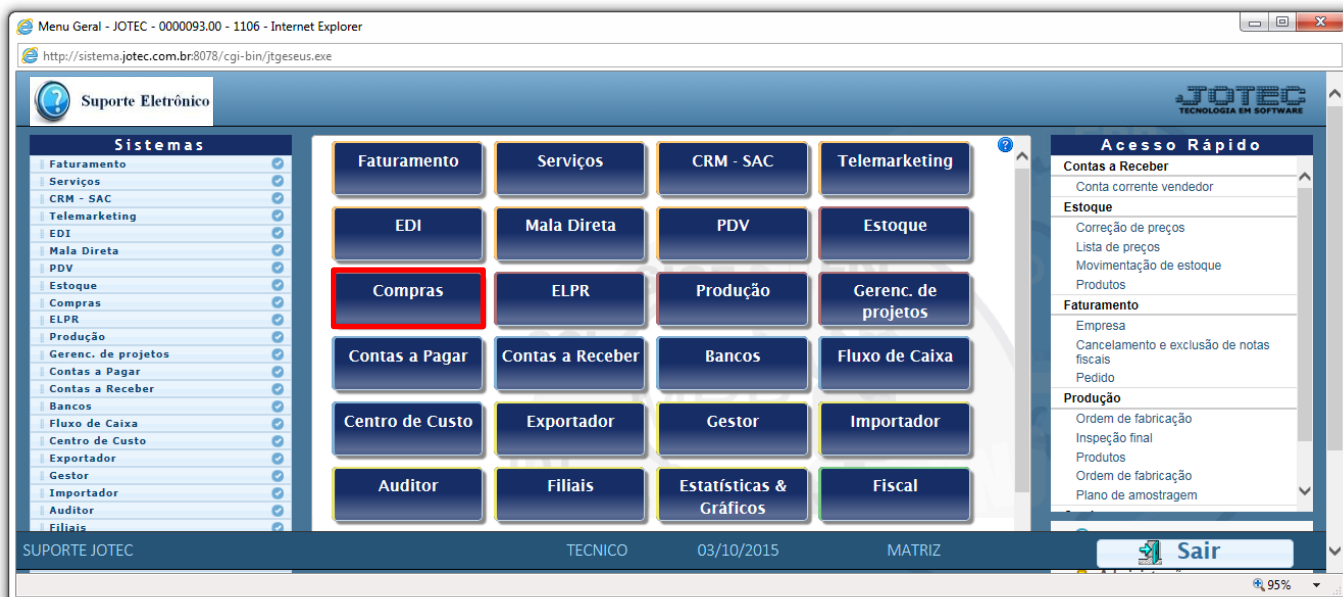 Menu Geral - JOTEC - 0000093.00 - 1106 - Internet Explorer
http://sistema.jotec.com.br:8078/cgi-bin/jtgeseus.exe
Suporte Eletrônico
JOTEC
TECNOLOGIA EM SOFTWARE
Sistemas
Faturamento
Serviços
CRM - SAC
Telemarketing
EDI
Mala Direta
PDV
Estoque
Compras
ELPR
Produção
Gerenc. de projetos
Contas a Pagar
Contas a Receber
Bancos
Fluxo de Caixa
Centro de Custo
Exportador
Gestor
Importador
Auditor
Filiais
Faturamento
Serviços
CRM - SAC
Telemarketing
EDI
Mala Direta
PDV
Estoque
Compras
ELPR
Produção
Gerenc. de
projetos
Contas a Pagar
Contas a Receber
Bancos
Fluxo de Caixa
Centro de Custo
Exportador
Gestor
Importador
Auditor
Filiais
Estatísticas &
Gráficos
Fiscal
Acesso Rápido
Contas a Receber
Conta corrente vendedor
Estoque
Correção de preços
Lista de preços
Movimentação de estoque
Produtos
Faturamento
Empresa
Cancelamento e exclusão de notas
fiscais
Pedido
Produção
Ordem de fabricação
Inspeção final
Produtos
Ordem de fabricação
Plano de amostragem
SUPORTE JOTEC
TECNICO
03/10/2015
MATRIZ
Sair
95%